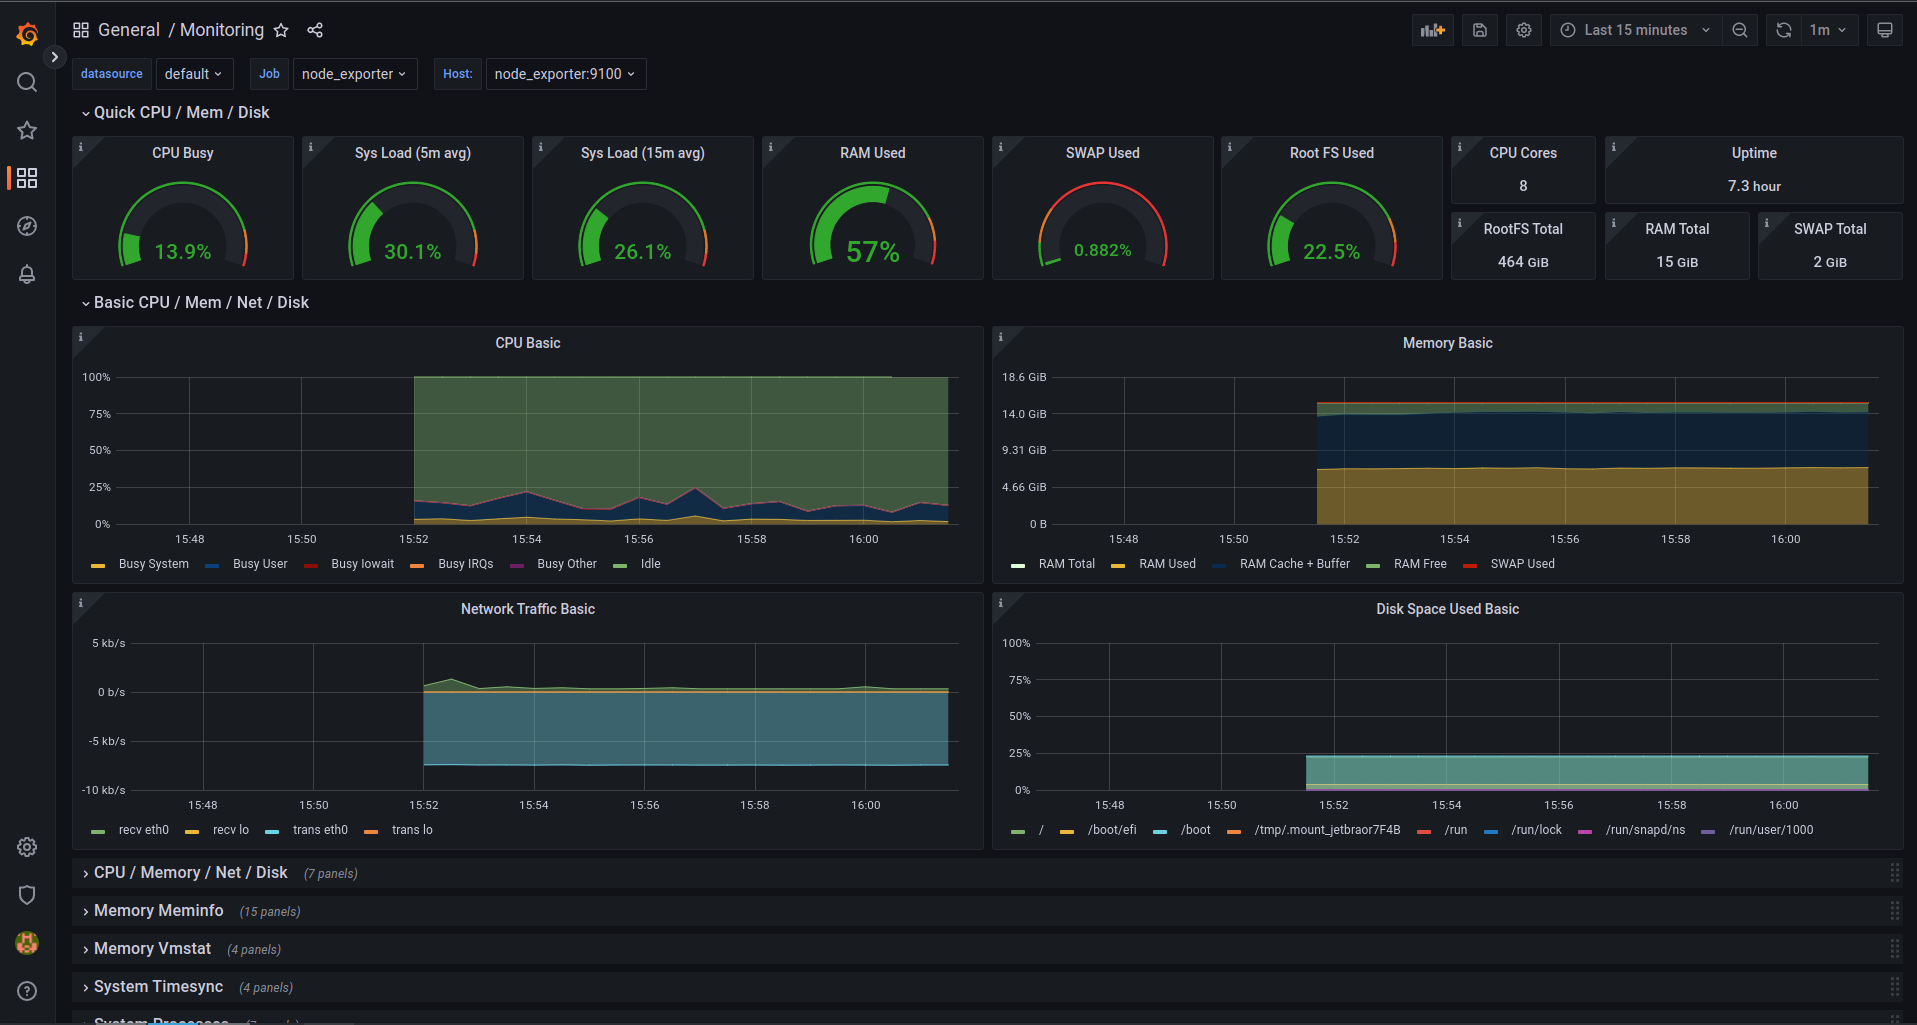 General / Monitoring
Last 15 minutes
1m
datasource default Job node_exporter Host: node_exporter:9100
Quick CPU / Mem / Disk
CPU Busy
13.9%
Sys Load (5m avg)
30.1%
Sys Load (15m avg)
26.1%
RAM Used
57%
SWAP Used
0.882%
Root FS Used
22.5%
CPU Cores
8
Uptime
7.3 hour
RootFS Total
464 GiB
RAM Total
15 GiB
SWAP Total
2 GiB
Basic CPU / Mem / Net / Disk
CPU Basic
100%
75%
50%
25%
0%
15:48 15:50 15:52 15:54 15:56 15:58 16:00
Busy System Busy User Busy Iowait Busy IRQs Busy Other Idle
Memory Basic
18.6 GiB
14.0 GiB
9.31 GiB
4.66 GiB
0 B
15:48 15:50 15:52 15:54 15:56 15:58 16:00
RAM Total RAM Used RAM Cache + Buffer RAM Free SWAP Used
Network Traffic Basic
5 kb/s
0 b/s
-5 kb/s
-10 kb/s
15:48 15:50 15:52 15:54 15:56 15:58 16:00
recv eth0 recv lo trans eth0 trans lo
Disk Space Used Basic
100%
75%
50%
25%
0%
15:48 15:50 15:52 15:54 15:56 15:58 16:00
/ /boot/efi /boot /tmp/.mount_jetbraor7F4B /run /run/lock /run/snapd/ns /run/user/1000
CPU / Memory / Net / Disk (7 panels)
Memory Meminfo (15 panels)
Memory Vmstat (4 panels)
System Timesync (4 panels)
System Processes